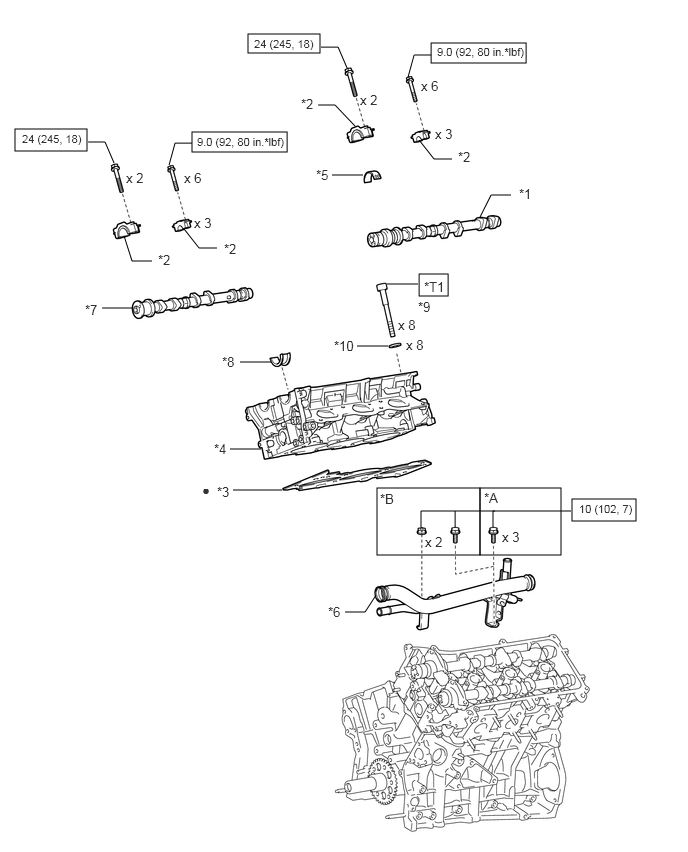 24 (245, 18)
9.0 (92, 80 in.*lbf)
x 6
*2
x 2
x 3
*2
24 (245, 18)
9.0 (92, 80 in.*lbf)
*5
x 2
x 6
*1
x 3
*2
*2
*T1
*7
*9
x 8
*10
x 8
*8
*4
*3
*B
*A
10 (102, 7)
x 2
x 3
*6